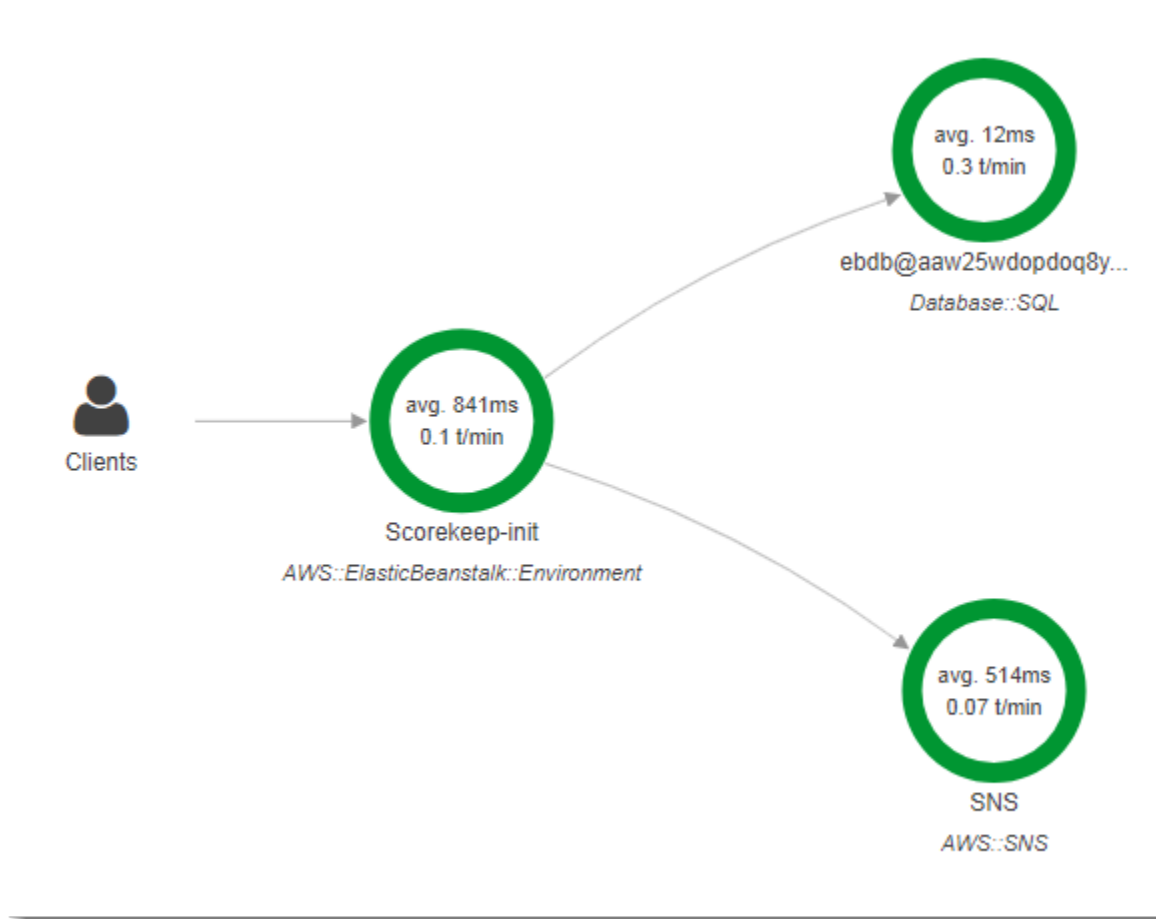 avg. 12ms
0.3 t/min
ebdb@aaw25wdopdoq8y...
Database::SQL
Clients
avg. 841ms
0.1 t/min
Scorekeep-init
AWS::ElasticBeanstalk::Environment
avg. 514ms
0.07 t/min
SNS
AWS::SNS